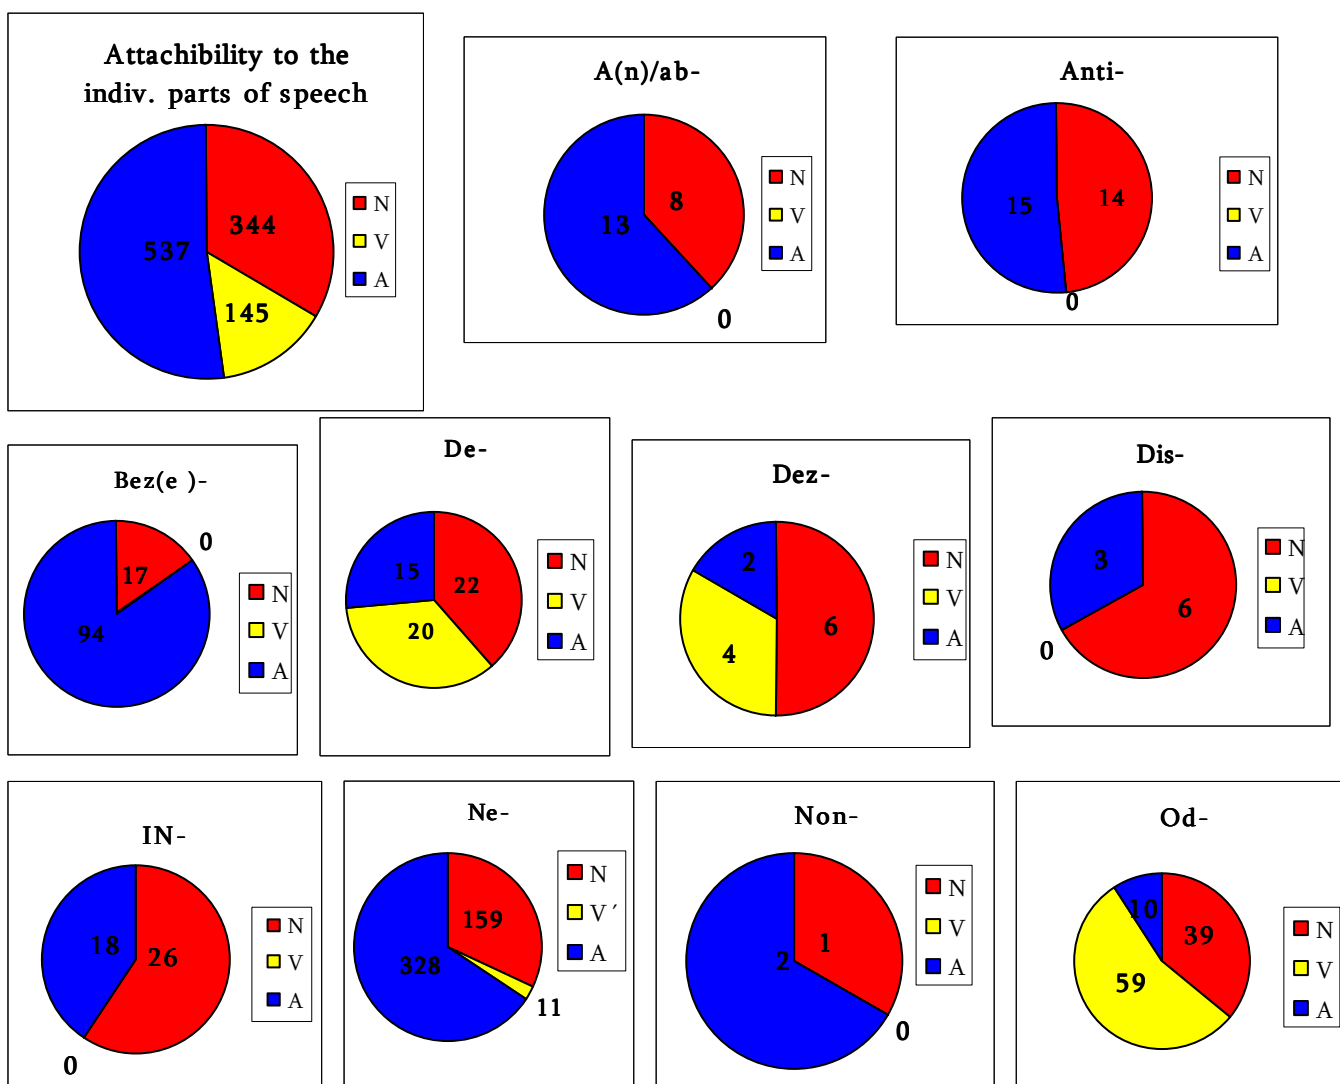 Attachibility to the
indiv. parts of speech
344
537
145
N
V
A
A(n)/ab-
8
13
0
N
V
A
Anti-
15
14
0
N
V
A
Bez(e )-
0
17
94
N
V
A
De-
15
22
20
N
V
A
Dez-
2
6
4
N
V
A
Dis-
3
6
0
N
V
A
IN-
18
26
0
N
V
A
Ne-
159
328
11
N
V´
A
Non-
1
2
0
N
V
A
Od-
10
39
59
N
V
A